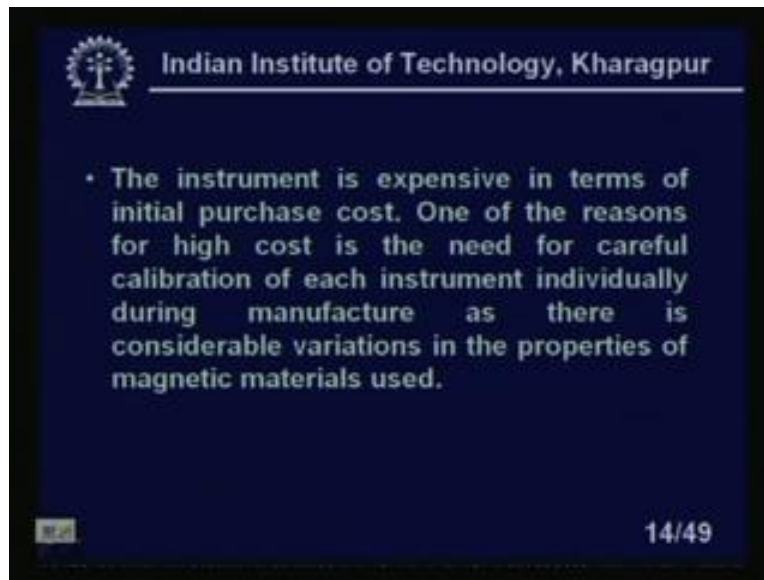 Indian Institute of Technology, Kharagpur
• The instrument is expensive in terms of
initial purchase cost. One of the reasons
for high cost is the need for careful
calibration of each instrument individually
during manufacture as there is
considerable variations in the properties of
magnetic materials used.
14/49